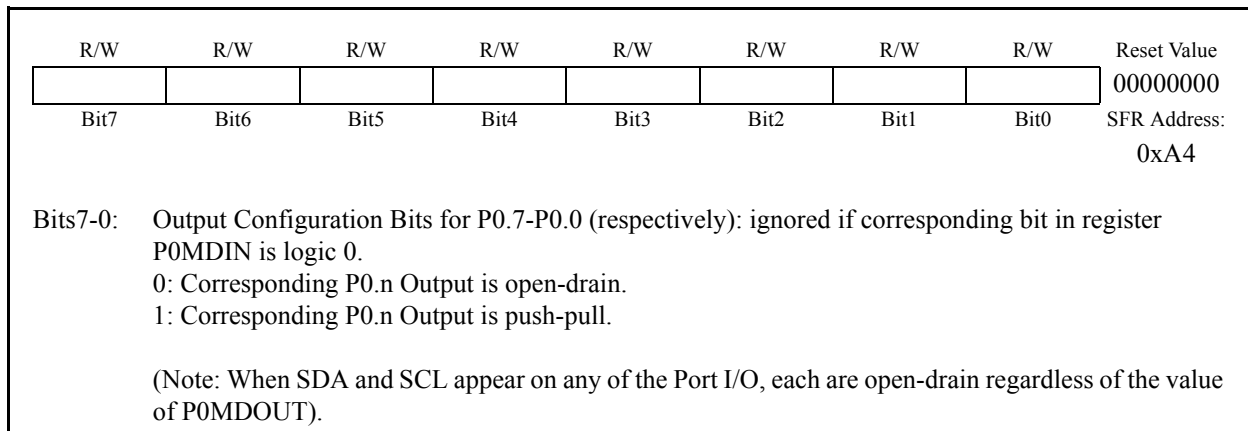 R/W R/W R/W R/W R/W R/W R/W R/W Reset Value
00000000
Bit7 Bit6 Bit5 Bit4 Bit3 Bit2 Bit1 Bit0 SFR Address:
0xA4
Bits7-0: Output Configuration Bits for P0.7-P0.0 (respectively): ignored if corresponding bit in register
P0MDIN is logic 0.
0: Corresponding P0.n Output is open-drain.
1: Corresponding P0.n Output is push-pull.
(Note: When SDA and SCL appear on any of the Port I/O, each are open-drain regardless of the value
of P0MDOUT).